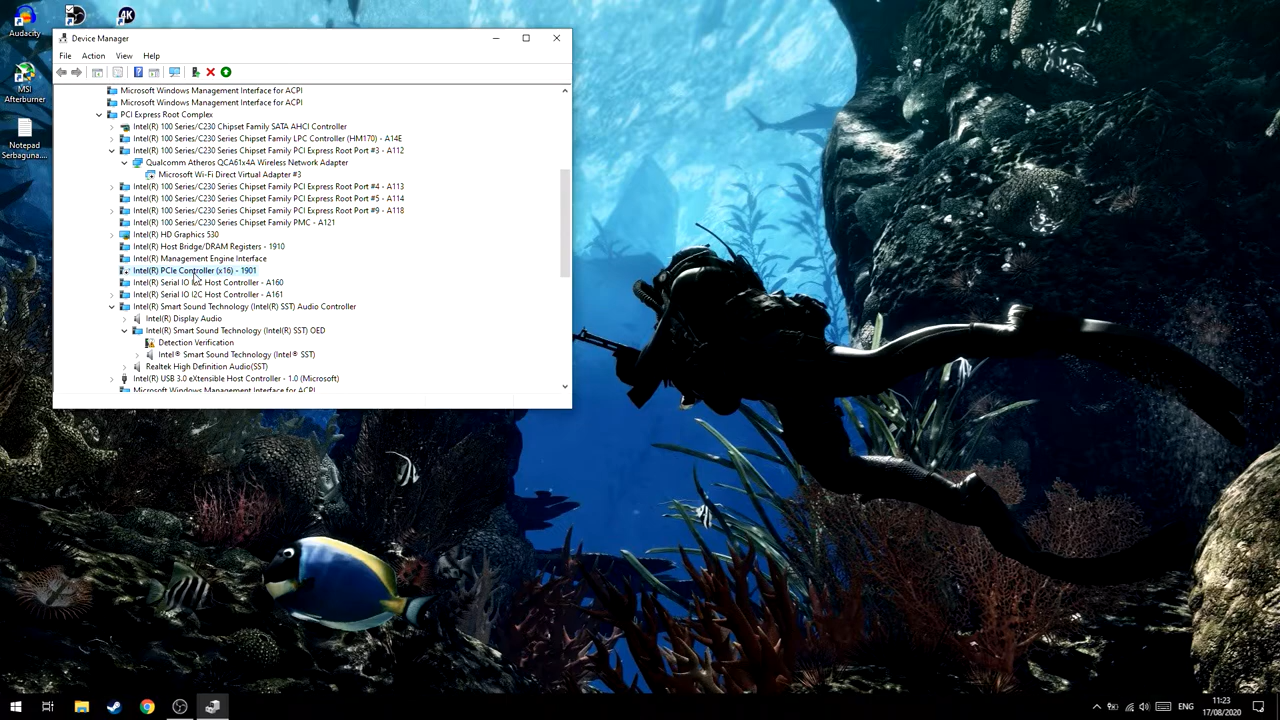 Audacity
MSI
Afterburner
Notepad
Serbaguna....
4K
Device Manager
File Action View Help
Microsoft Windows Management Interface for ACPI
Microsoft Windows Management Interface for ACPI
PCI Express Root Complex
Intel(R) 100 Series/C230 Chipset Family SATA AHCI Controller
Intel(R) 100 Series/C230 Series Chipset Family LPC Controller (HM170) - A14E
Intel(R) 100 Series/C230 Series Chipset Family PCI Express Root Port #3 - A112
Qualcomm Atheros QCA61x4A Wireless Network Adapter
Microsoft Wi-Fi Direct Virtual Adapter #3
Intel(R) 100 Series/C230 Series Chipset Family PCI Express Root Port #4 - A113
Intel(R) 100 Series/C230 Series Chipset Family PCI Express Root Port #5 - A114
Intel(R) 100 Series/C230 Series Chipset Family PCI Express Root Port #9 - A118
Intel(R) 100 Series/C230 Series Chipset Family PMC - A121
Intel(R) HD Graphics 530
Intel(R) Host Bridge/DRAM Registers - 1910
Intel(R) Management Engine Interface
Intel(R) PCIe Controller (x16) - 1901
Intel(R) Serial IO I2C Host Controller - A160
Intel(R) Serial IO I2C Host Controller - A161
Intel(R) Smart Sound Technology (Intel(R) SST) Audio Controller
Intel(R) Display Audio
Intel(R) Smart Sound Technology (Intel(R) SST) OED
Detection Verification
Intel® Smart Sound Technology (Intel® SST)
Realtek High Definition Audio(SST)
Intel(R) USB 3.0 eXtensible Host Controller - 1.0 (Microsoft)
Microsoft Windows Management Interface for ACPI
ENG
11:23
17/08/2020